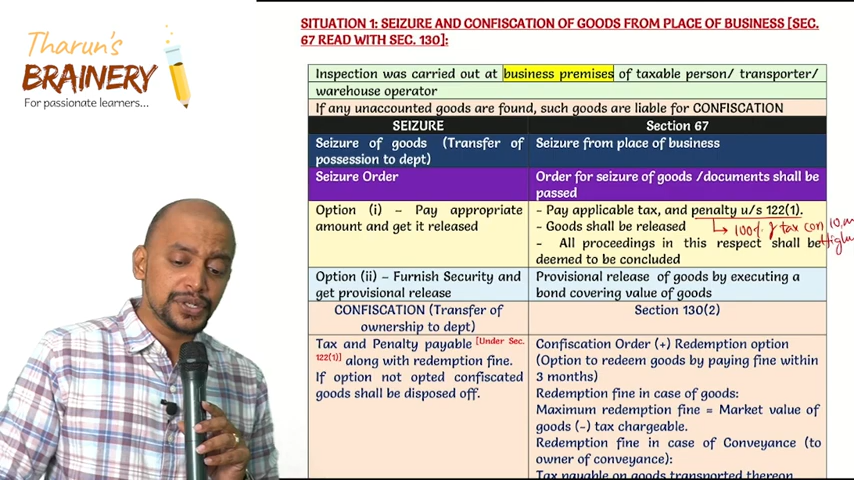 Tharun's
BRAINERY
For passionate learners...
SITUATION 1: SEIZURE AND CONFISCATION OF GOODS FROM PLACE OF BUSINESS [SEC.
67 READ WITH SEC. 130]:
Inspection was carried out at business premises of taxable person/ transporter/
warehouse operator
If any unaccounted goods are found, such goods are liable for CONFISCATION
SEIZURE
Section 67
Seizure of goods (Transfer of
possession to dept)
Seizure from place of business
Seizure Order
Order for seizure of goods /documents shall be
passed
Option (i) – Pay appropriate
amount and get it released
- Pay applicable tax, and penalty u/s 122(1).
- Goods shall be released
→ 100% of tax (or) 10,
- All proceedings in this respect shall be
deemed to be concluded
Option (ii) – Furnish Security and
get provisional release
Provisional release of goods by executing a
bond covering value of goods
CONFISCATION (Transfer of
ownership to dept)
Section 130(2)
Tax and Penalty payable [Under Sec.
122(1)] along with redemption fine.
If option not opted confiscated
goods shall be disposed off.
Confiscation Order (+) Redemption option
(Option to redeem goods by paying fine within
3 months)
Redemption fine in case of goods:
Maximum redemption fine = Market value of
goods (-) tax chargeable.
Redemption fine in case of Conveyance (to
owner of conveyance):
Tax payable on goods transported thereon